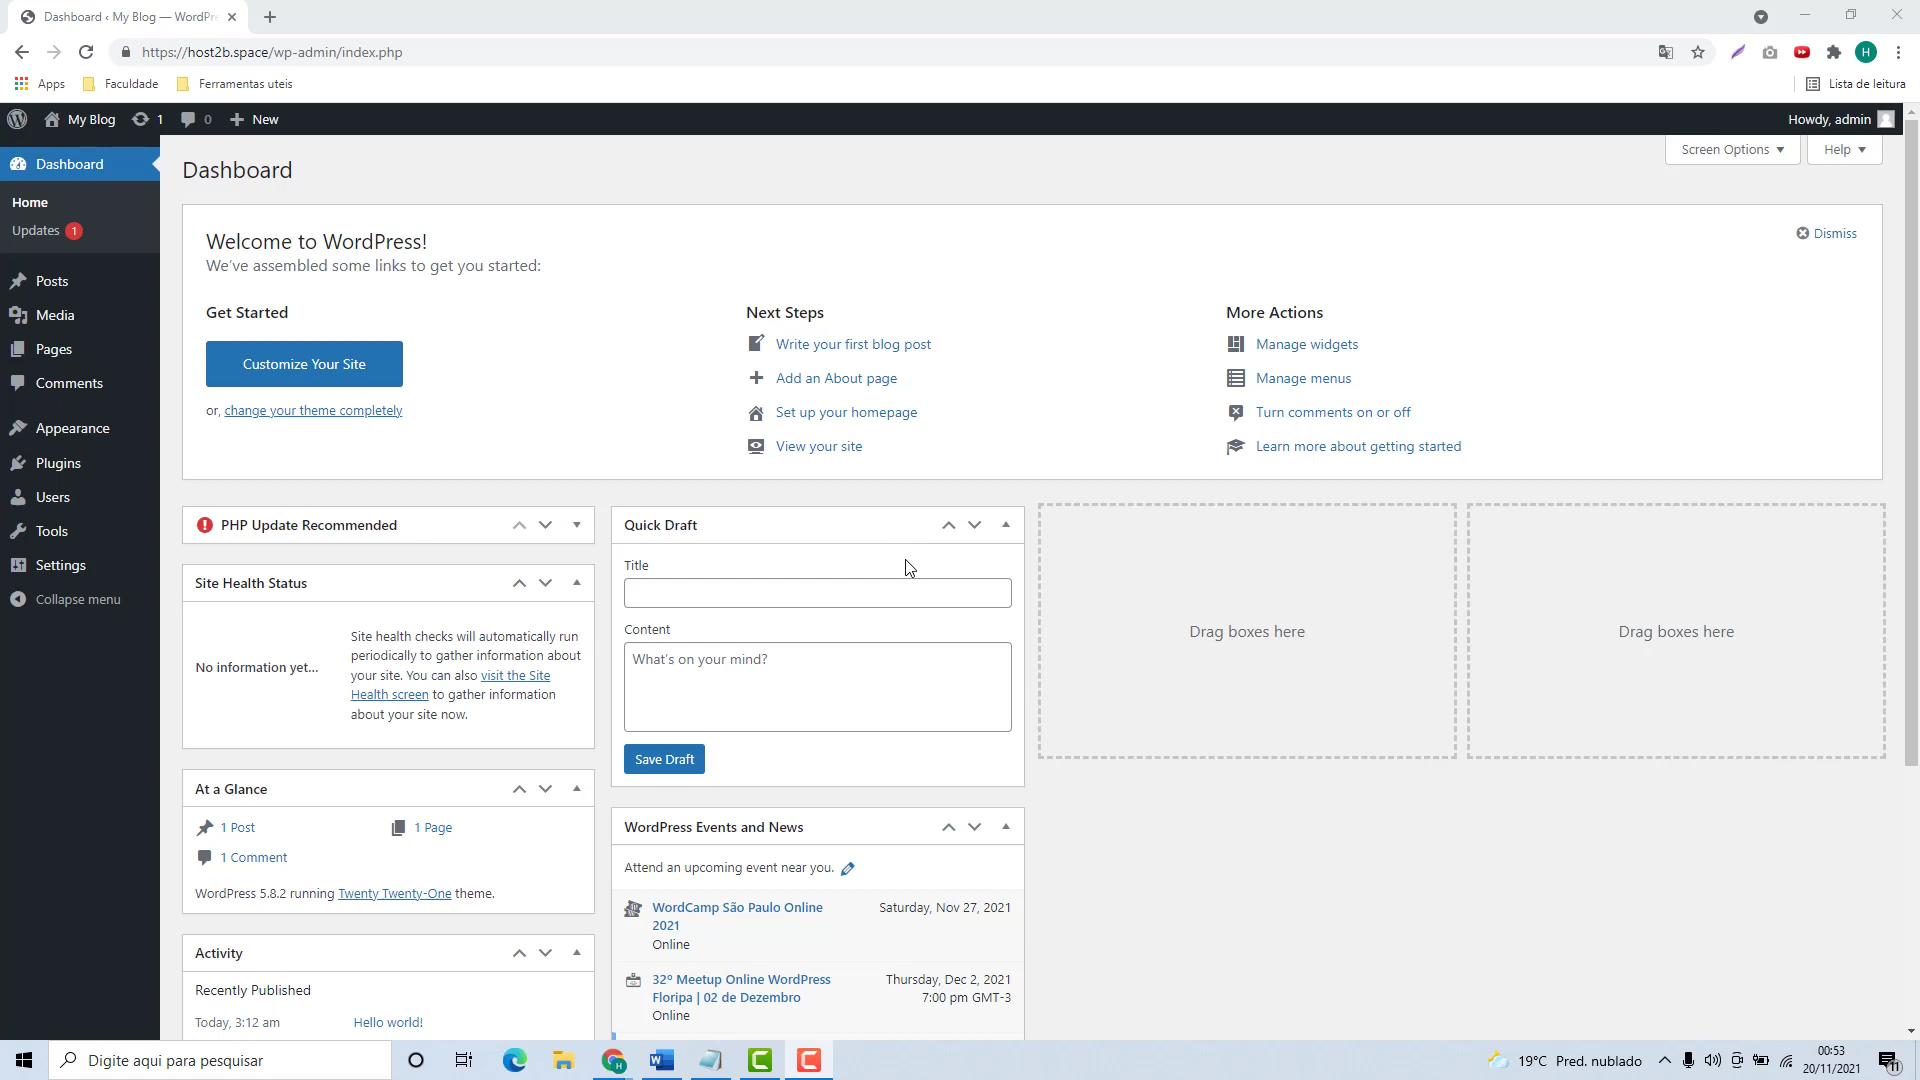 Dashboard ‹ My Blog — WordPre
https://host2b.space/wp-admin/index.php
H
Apps
Faculdade
Ferramentas uteis
Lista de leitura
My Blog
1
0
New
Howdy, admin
Dashboard
Home
Updates 1
Posts
Media
Pages
Comments
Appearance
Plugins
Users
Tools
Settings
Collapse menu
Screen Options
Help
Dashboard
Welcome to WordPress!
We've assembled some links to get you started:
Dismiss
Get Started
Customize Your Site
or, change your theme completely
Next Steps
Write your first blog post
Add an About page
Set up your homepage
View your site
More Actions
Manage widgets
Manage menus
Turn comments on or off
Learn more about getting started
PHP Update Recommended
Site Health Status
No information yet...
Site health checks will automatically run
periodically to gather information about
your site. You can also visit the Site
Health screen to gather information
about your site now.
At a Glance
1 Post
1 Page
1 Comment
WordPress 5.8.2 running Twenty Twenty-One theme.
Activity
Recently Published
Today, 3:12 am
Hello world!
Quick Draft
Title
Content
What's on your mind?
Save Draft
WordPress Events and News
Attend an upcoming event near you.
WordCamp São Paulo Online
2021
Online
Saturday, Nov 27, 2021
32º Meetup Online WordPress
Floripa | 02 de Dezembro
Online
Thursday, Dec 2, 2021
7:00 pm GMT-3
Drag boxes here
Drag boxes here
Digite aqui para pesquisar
19°C Pred. nublado
00:53
20/11/2021
11